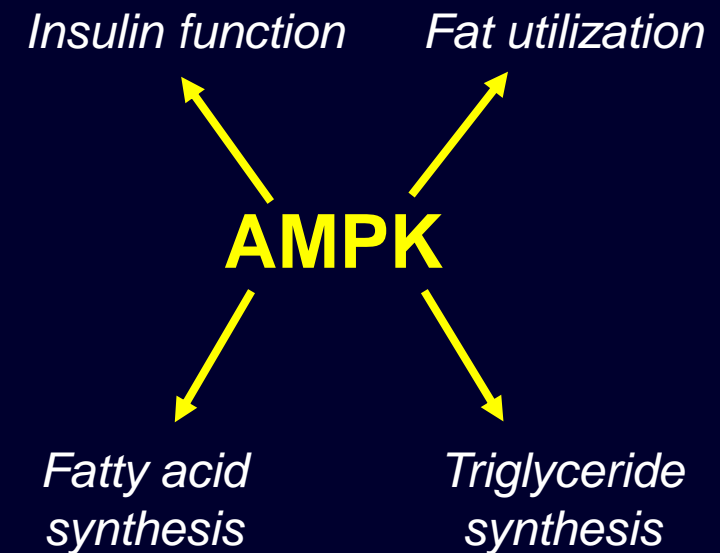 Insulin function
Fat utilization
AMPK
Fatty acid
synthesis
Triglyceride
synthesis